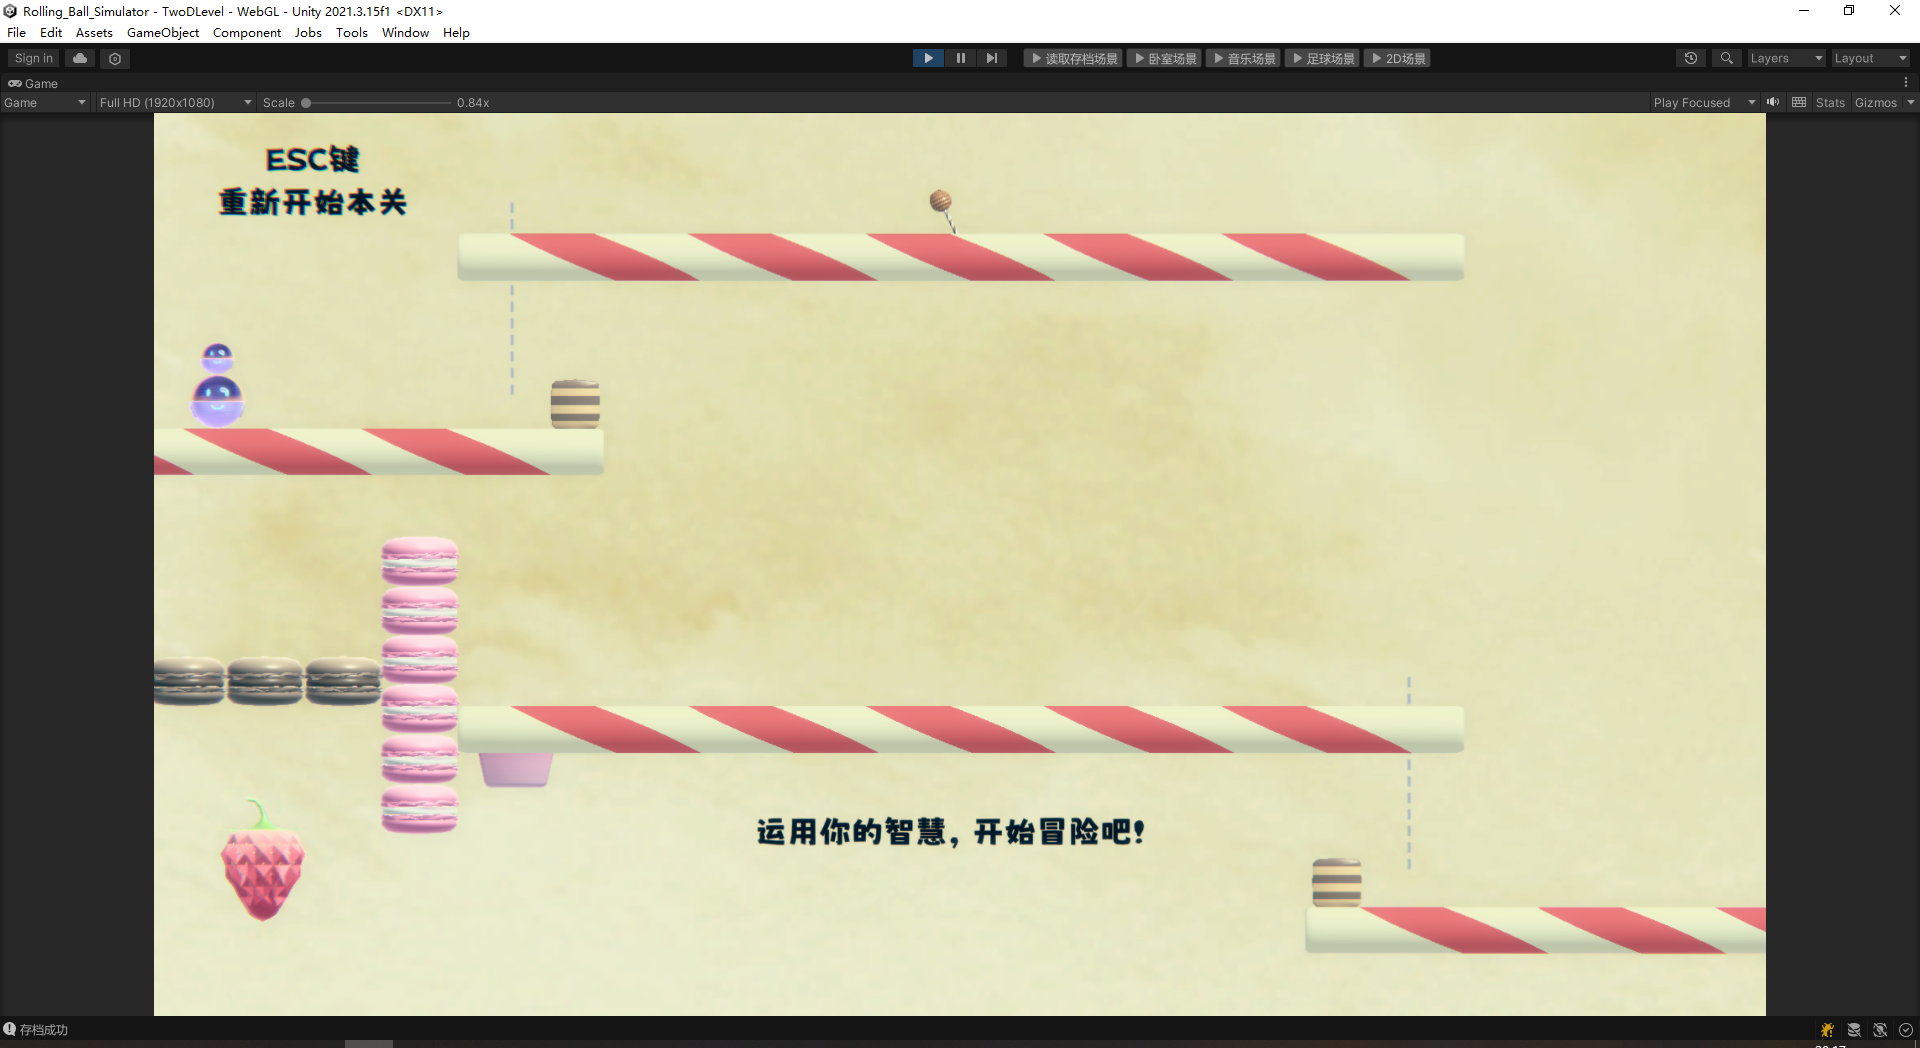 Rolling_Ball_Simulator - TwoDLevel - WebGL - Unity 2021.3.15f1 <DX11>
File Edit Assets GameObject Component Jobs Tools Window Help
Sign in 读取存档场景 卧室场景 音乐场景 足球场景 2D场景 Layers Layout
Game
Game Full HD (1920x1080) Scale 0.84x Play Focused Stats Gizmos
ESC键
重新开始本关
运用你的智慧，开始冒险吧！
存档成功